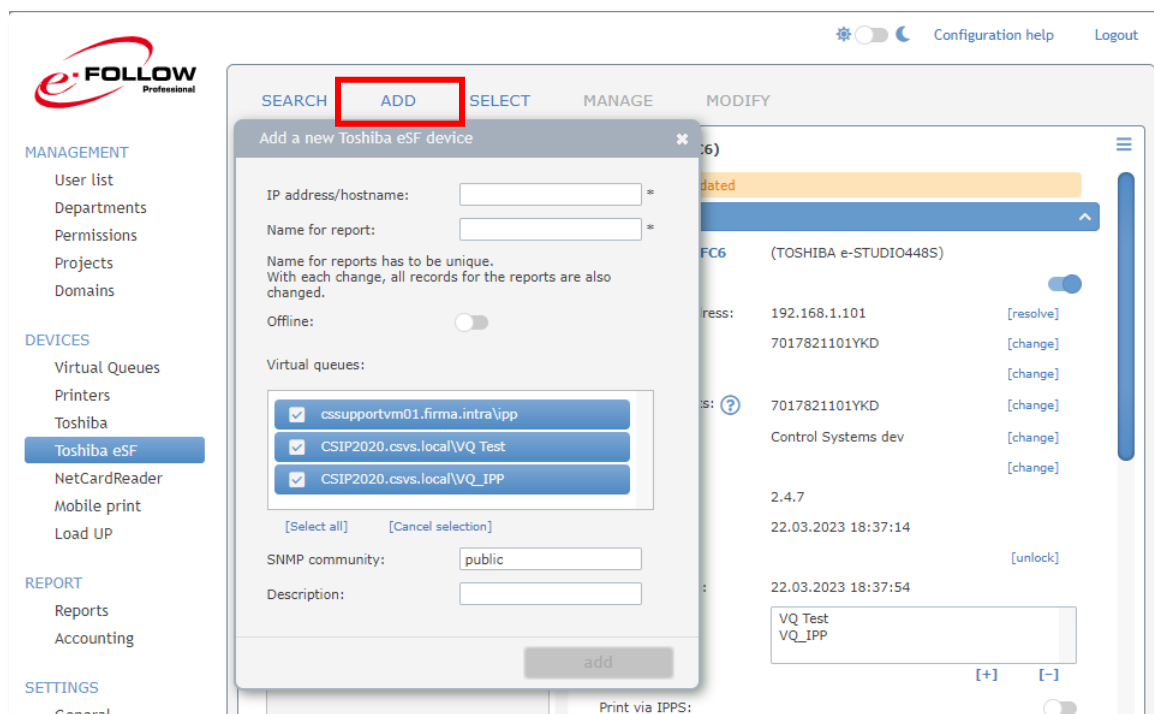 Configuration help
Logout
e·FOLLOW
Professional
SEARCH
ADD
SELECT
MANAGE
MODIFY
MANAGEMENT
User list
Departments
Permissions
Projects
Domains
DEVICES
Virtual Queues
Printers
Toshiba
Toshiba eSF
NetCardReader
Mobile print
Load UP
REPORT
Reports
Accounting
SETTINGS
General
Add a new Toshiba eSF device
IP address/hostname: *
Name for report: *
Name for reports has to be unique.
With each change, all records for the reports are also
changed.
Offline:
Virtual queues:
cssupportvm01.firma.intra\ipp
CSIP2020.csvs.local\VQ Test
CSIP2020.csvs.local\VQ_IPP
[Select all] [Cancel selection]
SNMP community: public
Description:
add
C6)
dated
FC6 (TOSHIBA e-STUDIO448S)
ress: 192.168.1.101 [resolve]
7017821101YKD [change]
[change]
ts: ? 7017821101YKD [change]
Control Systems dev [change]
[change]
2.4.7
22.03.2023 18:37:14
[unlock]
: 22.03.2023 18:37:54
VQ Test
VQ_IPP
[+] [-]
Print via IPPS: